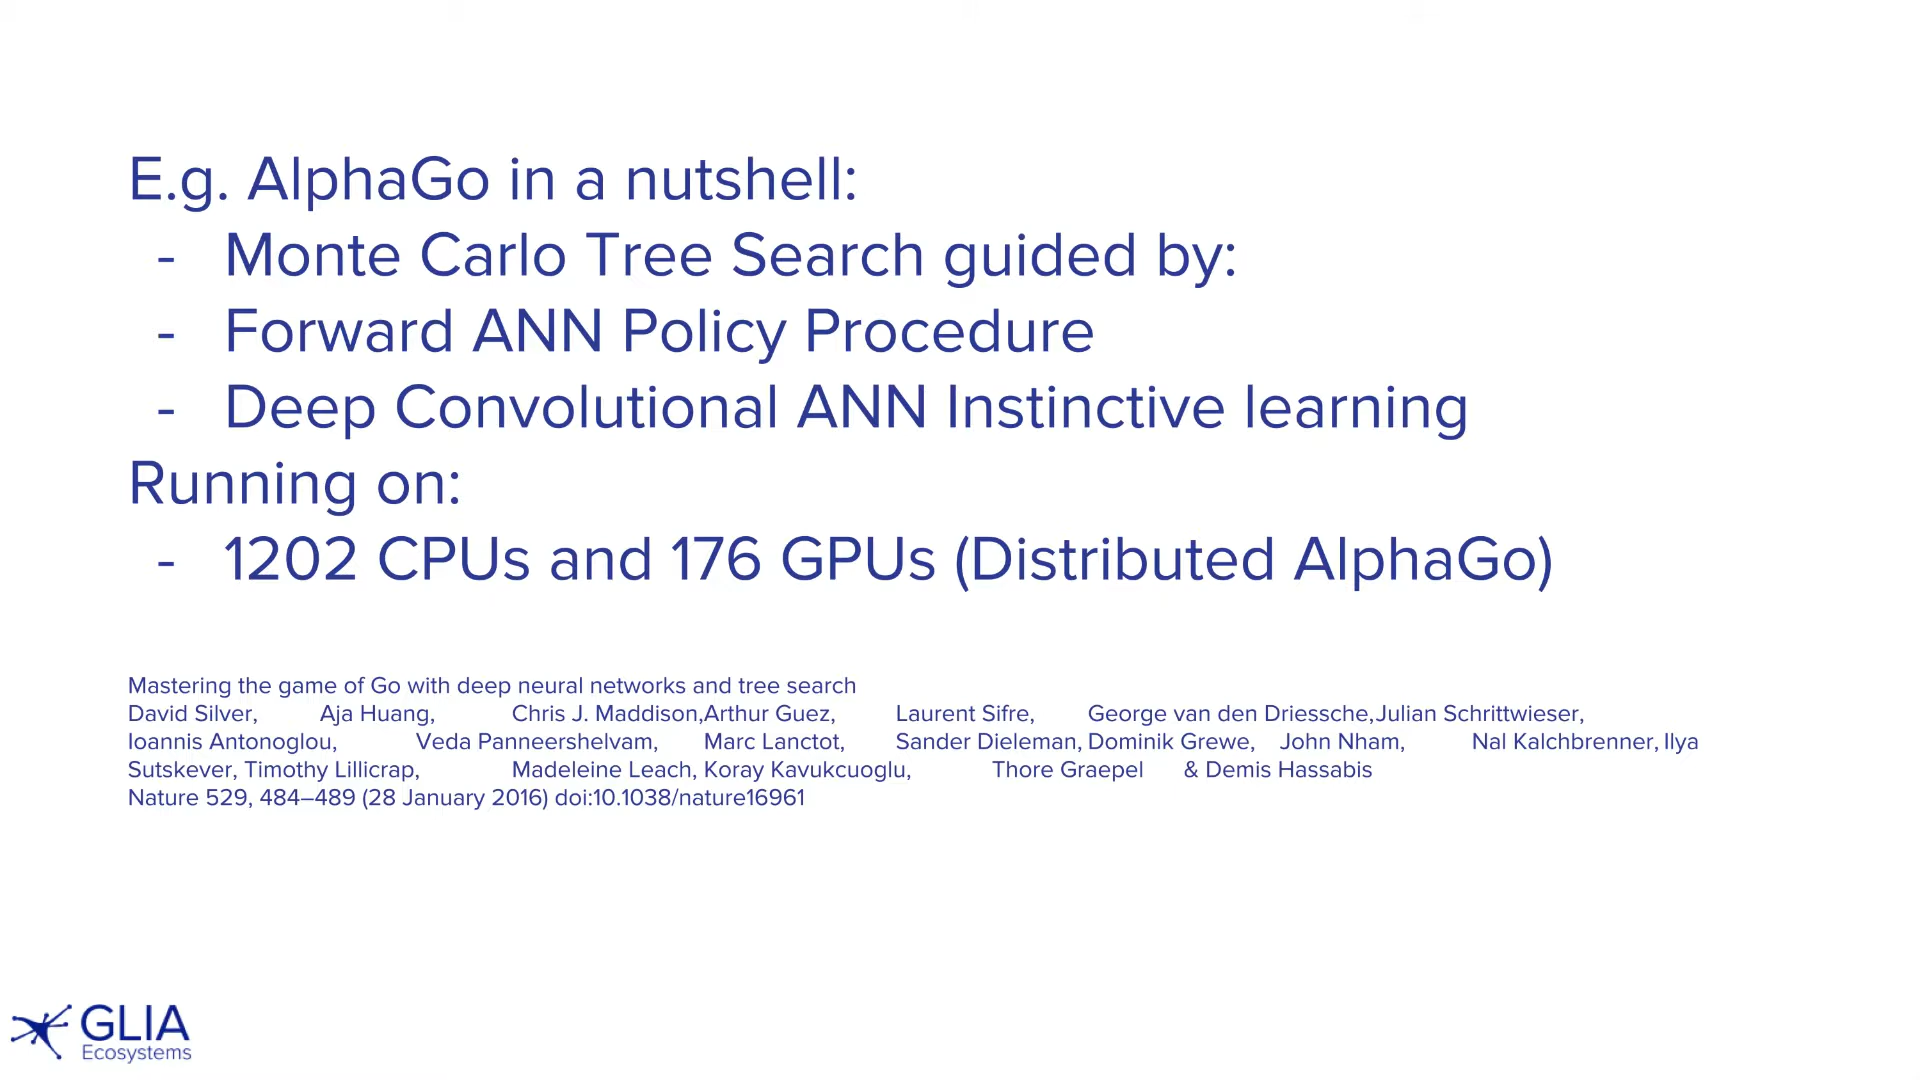 E.g. AlphaGo in a nutshell:
- Monte Carlo Tree Search guided by:
- Forward ANN Policy Procedure
- Deep Convolutional ANN Instinctive learning
Running on:
- 1202 CPUs and 176 GPUs (Distributed AlphaGo)
Mastering the game of Go with deep neural networks and tree search
David Silver, Aja Huang, Chris J. Maddison,Arthur Guez, Laurent Sifre, George van den Driessche,Julian Schrittwieser,
Ioannis Antonoglou, Veda Panneershelvam, Marc Lanctot, Sander Dieleman, Dominik Grewe, John Nham, Nal Kalchbrenner, Ilya
Sutskever, Timothy Lillicrap, Madeleine Leach, Koray Kavukcuoglu, Thore Graepel & Demis Hassabis
Nature 529, 484–489 (28 January 2016) doi:10.1038/nature16961
GLIA
Ecosystems